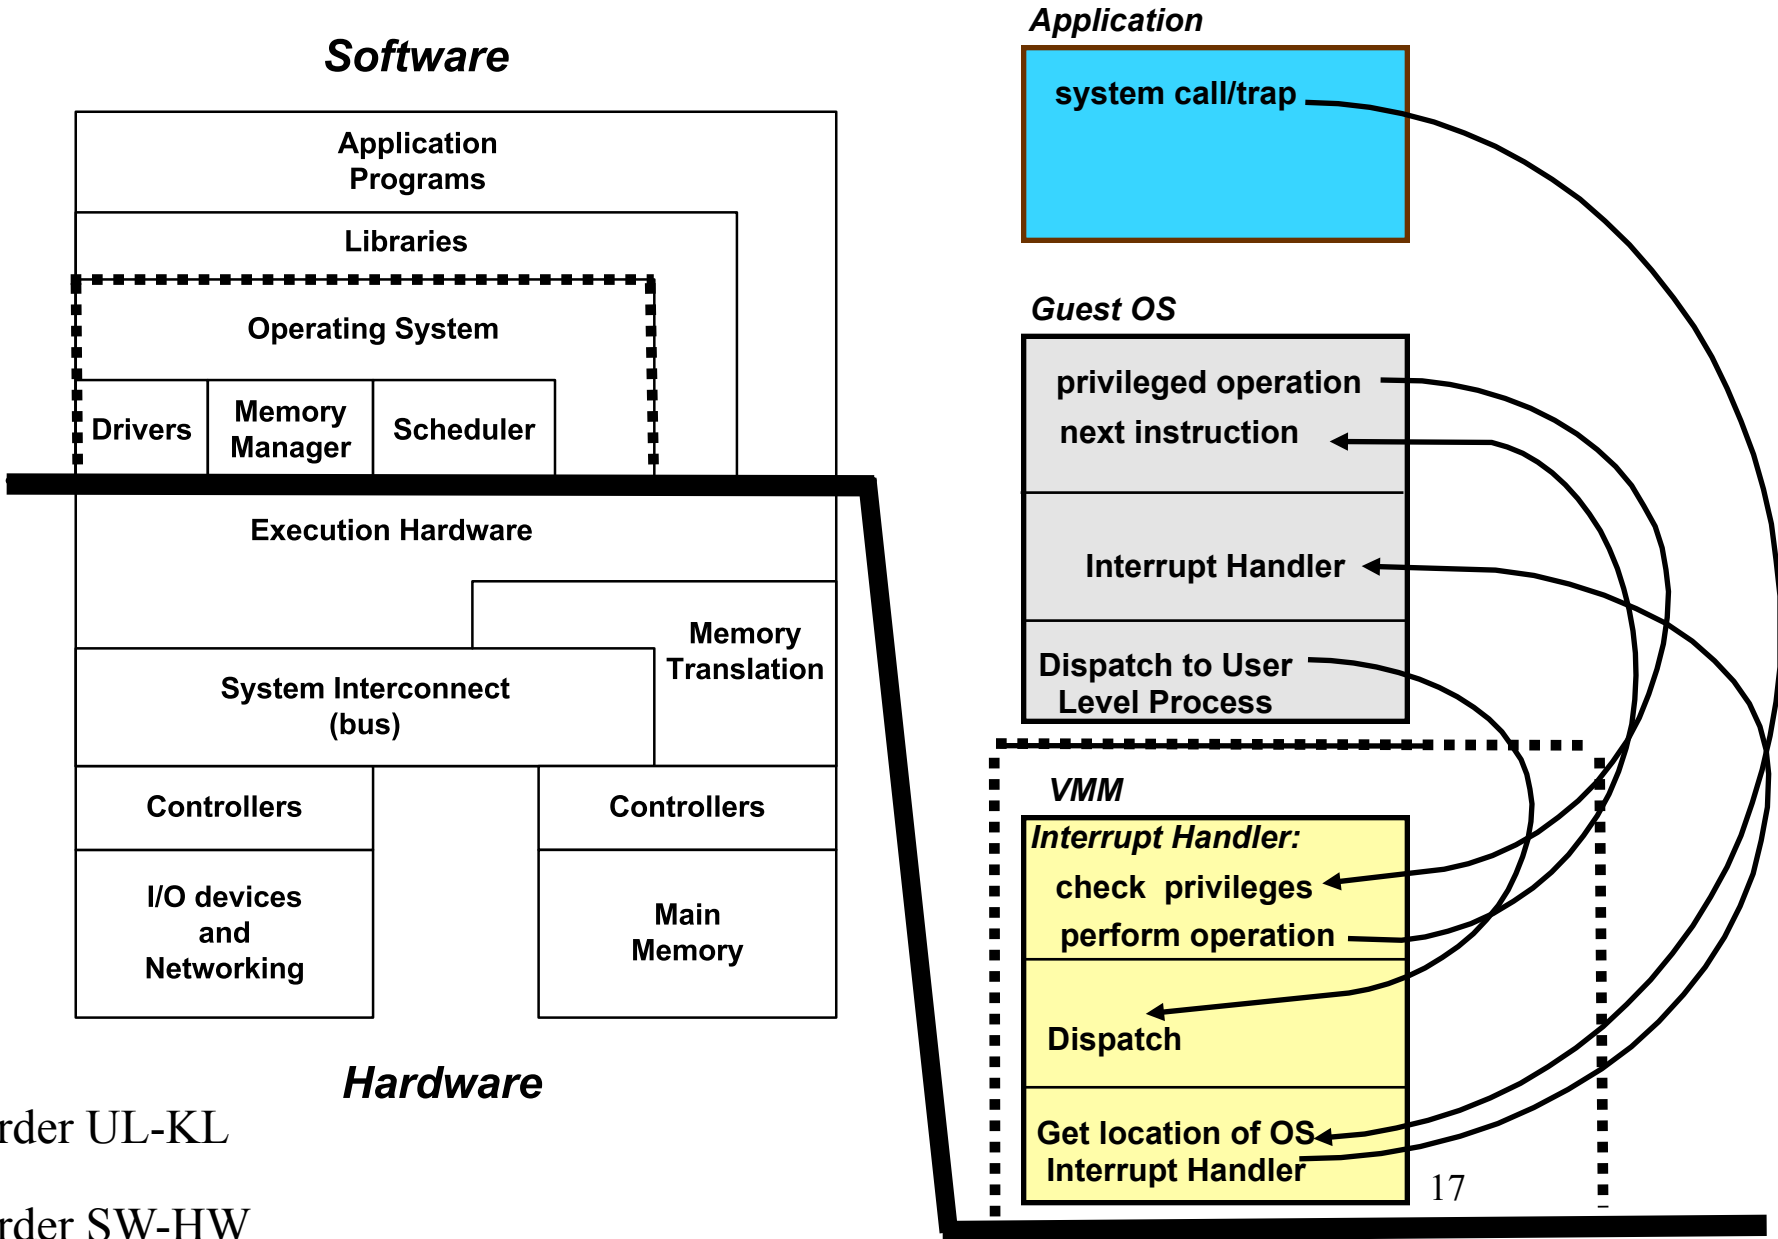 Software
Application
Programs
Libraries
Operating System
Drivers
Memory
Manager
Scheduler
Execution Hardware
Memory
Translation
System Interconnect
(bus)
Controllers
Controllers
I/O devices
and
Networking
Main
Memory
Hardware
UL-KL
SW-HW
Application
system call/trap
Guest OS
privileged operation
next instruction
Interrupt Handler
Dispatch to User
Level Process
VMM
Interrupt Handler:
check privileges
perform operation
Dispatch
Get location of OS
Interrupt Handler
17